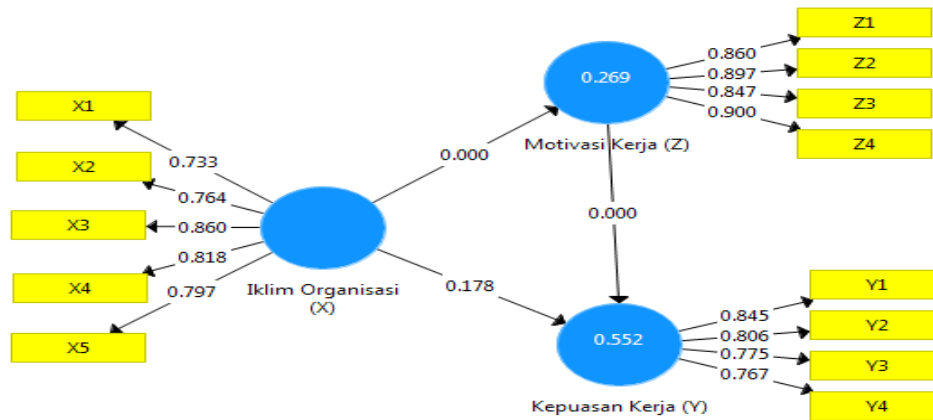 Z1
0.860
Z2
0.897
0.269
0.847
Z3
0.900
X1
Z4
Motivasi Kerja (Z)
0.733
0.000
X2
0.764
X3
0.860
0.000
0.818
X4
0.797
Iklim Organisasi
(X)
0.178
X5
Y1
0.845
Y2
0.552
0.806
0.775
Y3
0.767
Kepuasan Kerja (Y)
Y4